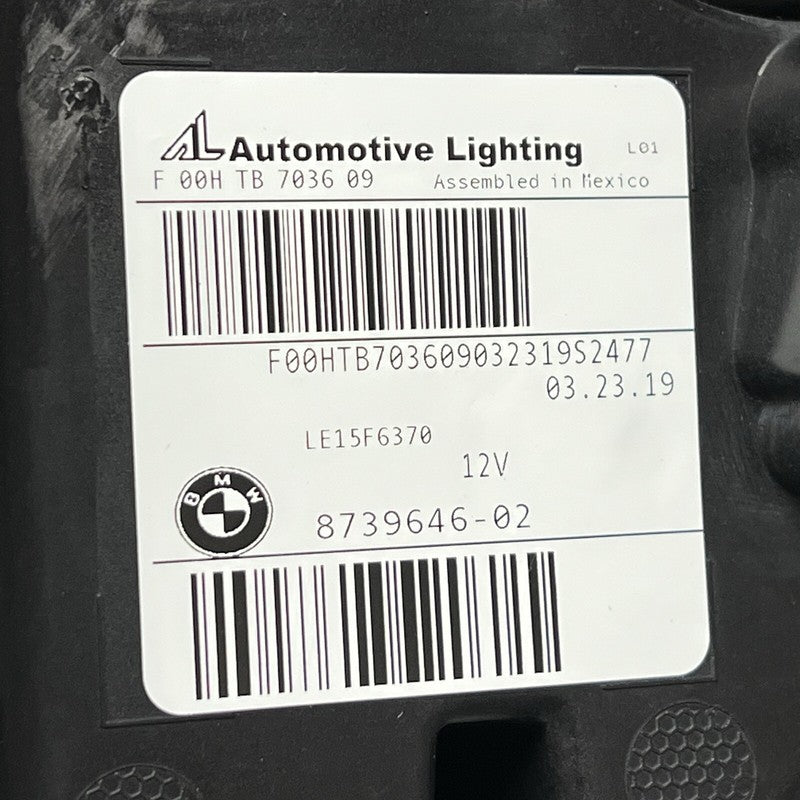 AL Automotive Lighting L01
F 00H TB 7036 09 Assembled in Mexico
F00HTB703609032319S2477
03.23.19
LE15F6370
12V
BMW
8739646-02